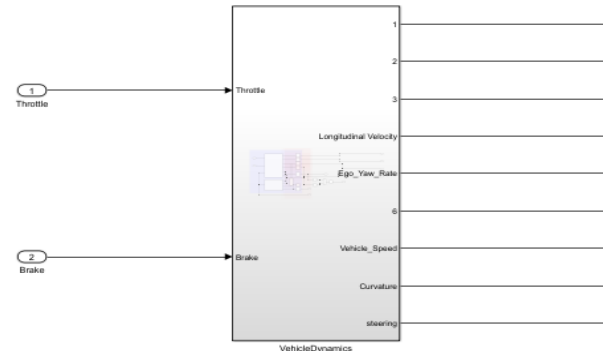 1
2
3
1
Throttle
Throttle
Longitudinal Velocity
Ego_Yaw_Rate
6
2
Brake
Brake
Vehicle_Speed
Curvature
steering
VehicleDynamics